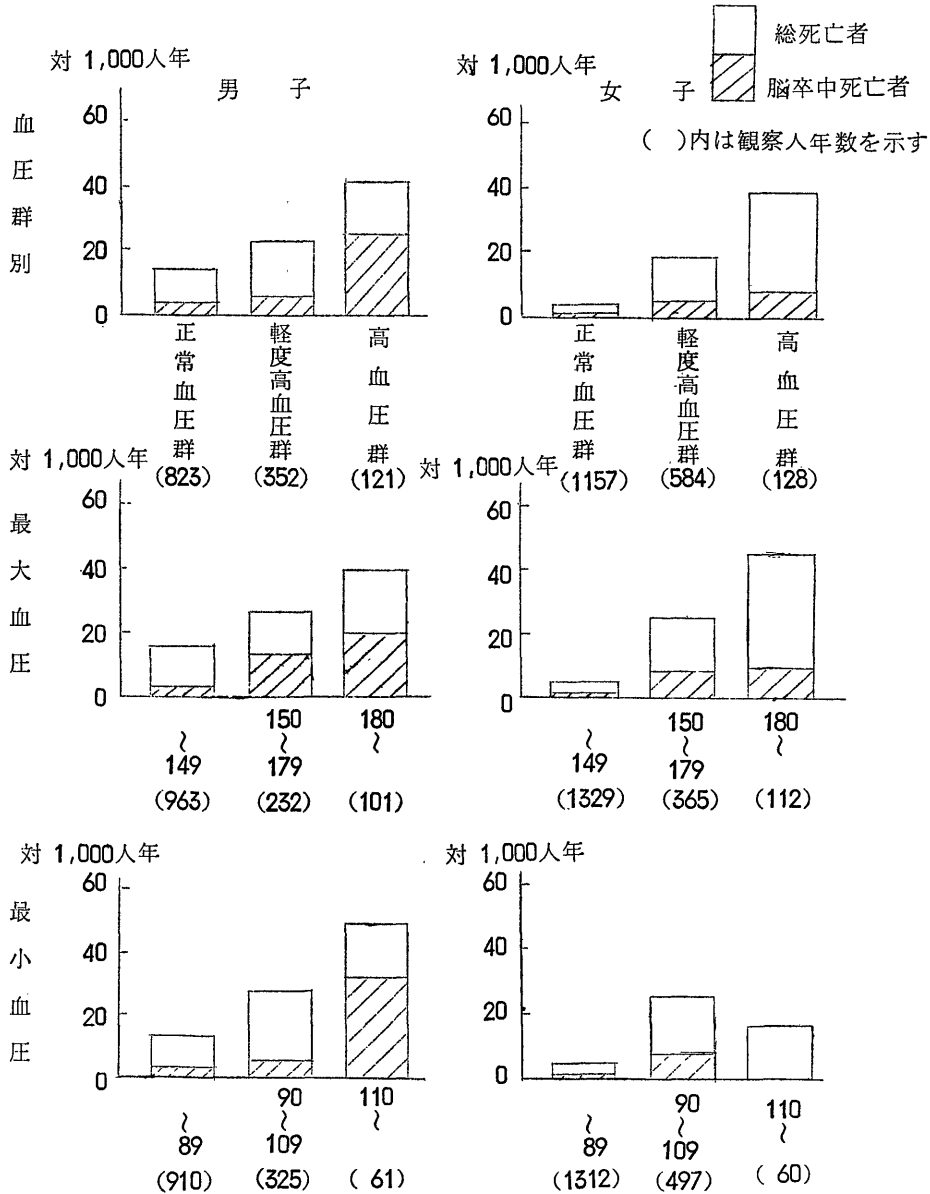 総死亡者
脳卒中死亡者
( )内は観察人年数を示す
血圧群別
対 1,000人年
男 子
60
40
20
0
正常血圧群
(823)
軽度高血圧群
(352)
高血圧群
(121)
対 1,000人年
女 子
60
40
20
0
正常血圧群
(1157)
軽度高血圧群
(584)
高血圧群
(128)
最大血圧
対 1,000人年
60
40
20
0
~149
(963)
150~179
(232)
180~
(101)
対 1,000人年
60
40
20
0
~149
(1329)
150~179
(365)
180~
(112)
最小血圧
対 1,000人年
60
40
20
0
~89
(910)
90~109
(325)
110~
( 61)
対 1,000人年
60
40
20
0
~89
(1312)
90~109
(497)
110~
( 60)